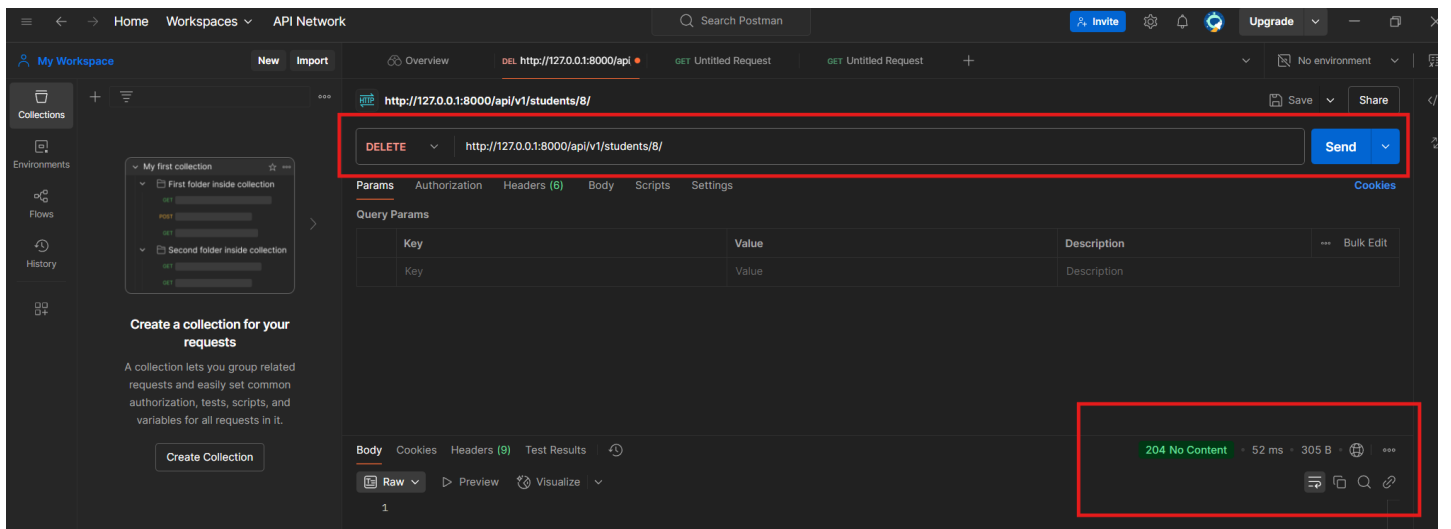 Home Workspaces API Network Search Postman Invite Upgrade
My Workspace New Import Overview DEL http://127.0.0.1:8000/api GET Untitled Request GET Untitled Request No environment
Collections
Environments
Flows
History
HTTP http://127.0.0.1:8000/api/v1/students/8/ Save Share
DELETE http://127.0.0.1:8000/api/v1/students/8/ Send
Params Authorization Headers (6) Body Scripts Settings Cookies
Query Params
Key Value Description Bulk Edit
Key Value Description
My first collection
First folder inside collection
GET
POST
GET
Second folder inside collection
GET
GET
Create a collection for your
requests
A collection lets you group related
requests and easily set common
authorization, tests, scripts, and
variables for all requests in it.
Create Collection
Body Cookies Headers (9) Test Results 204 No Content 52 ms 305 B
Raw Preview Visualize
1